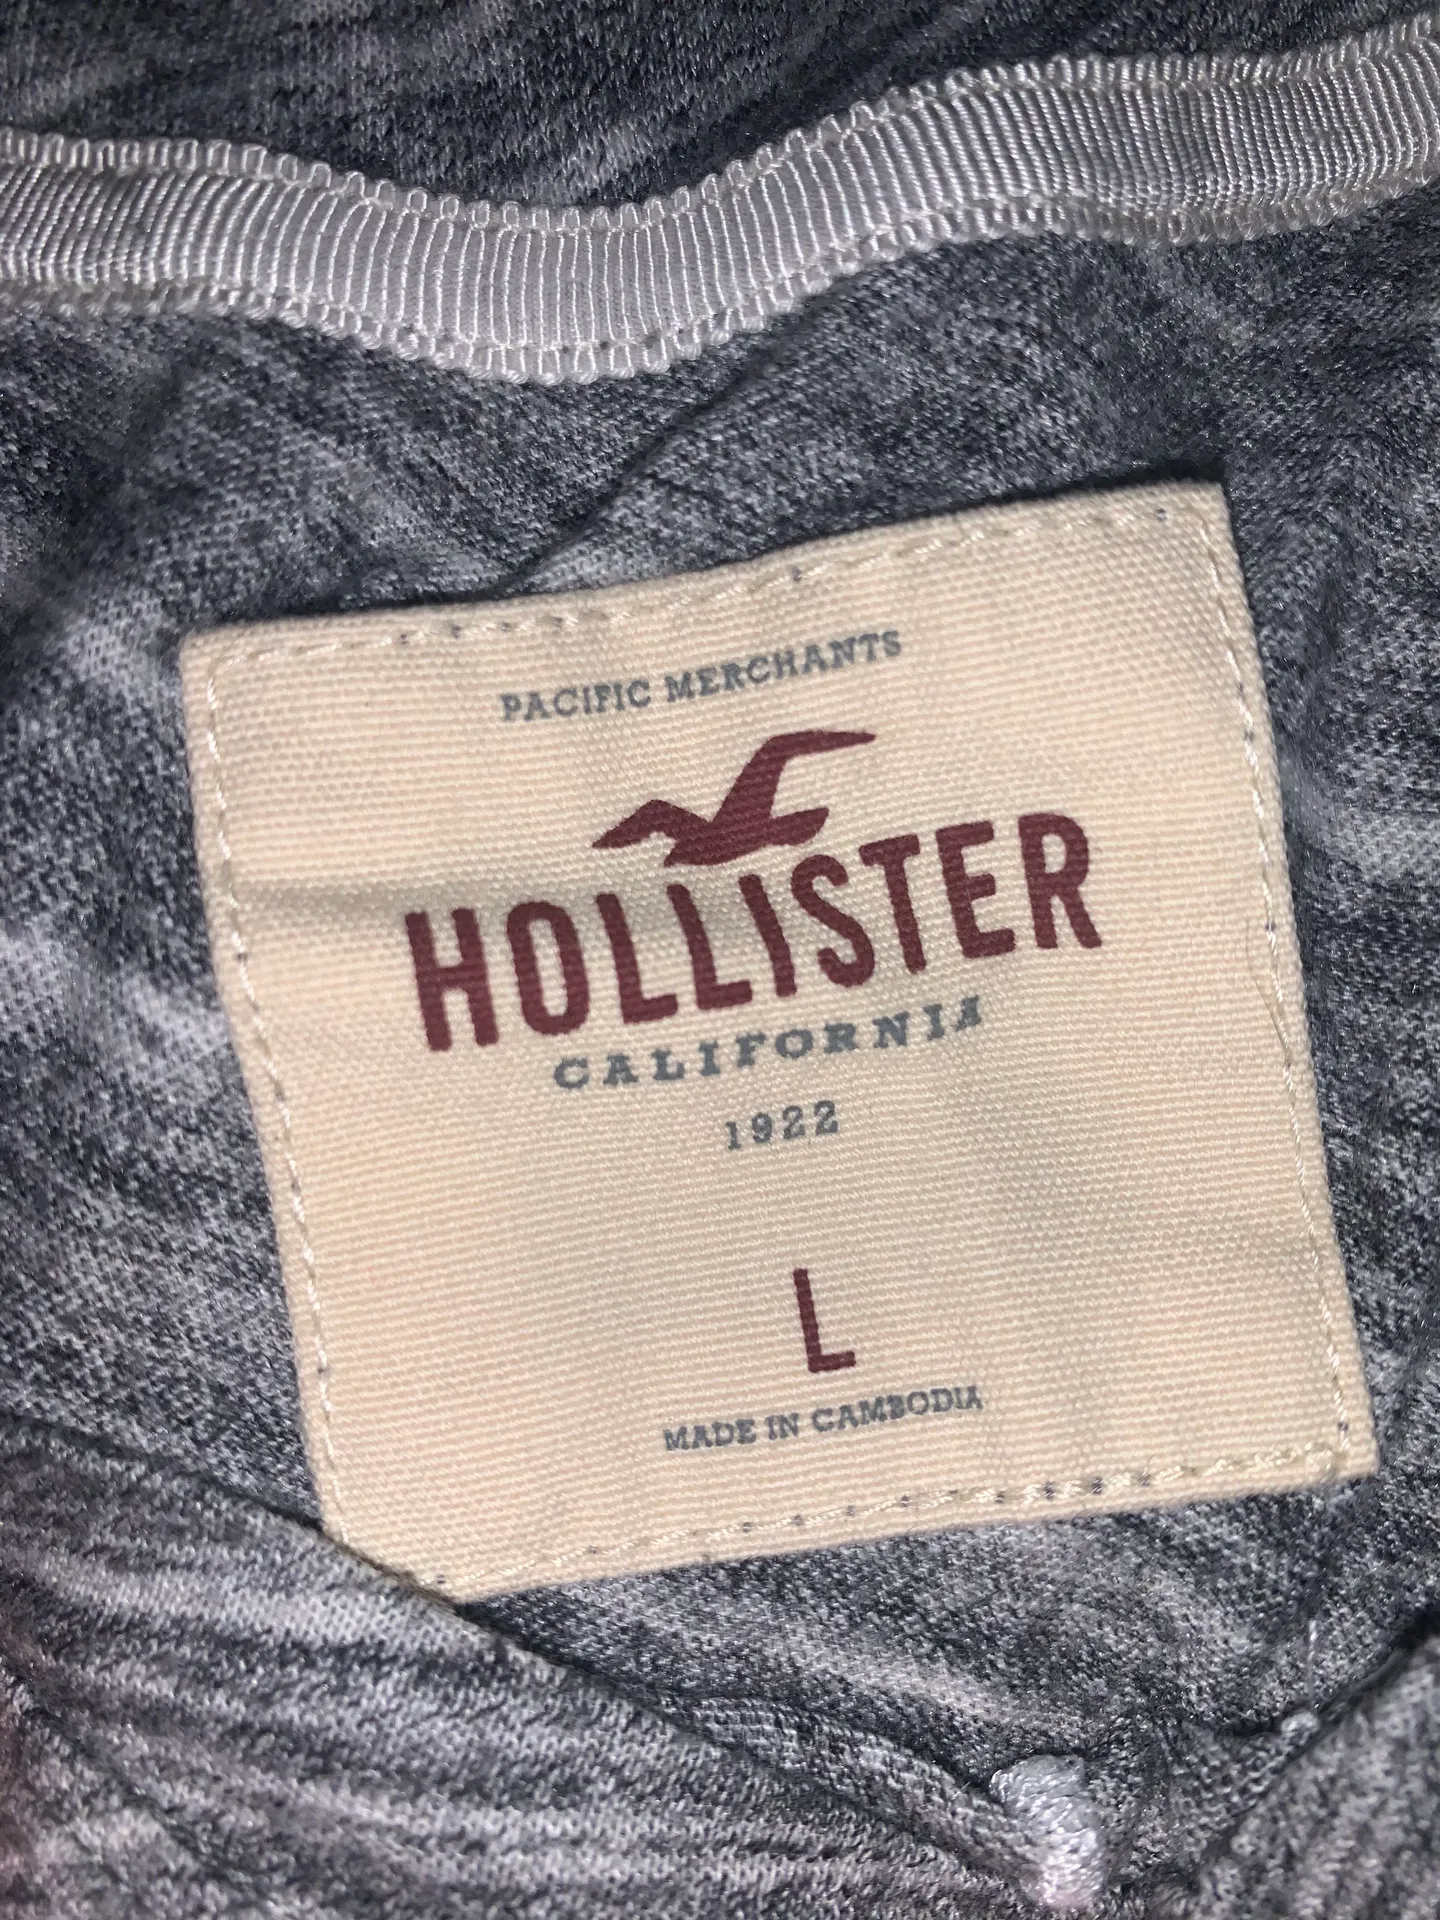 PACIFIC MERCHANTS
HOLLISTER
CALIFORNIA
1922
L
MADE IN CAMBODIA